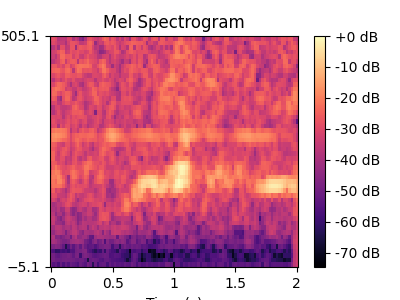 Mel Spectrogram
505.1
−5.1
0
0.5
1
1.5
2
+0 dB
-10 dB
-20 dB
-30 dB
-40 dB
-50 dB
-60 dB
-70 dB